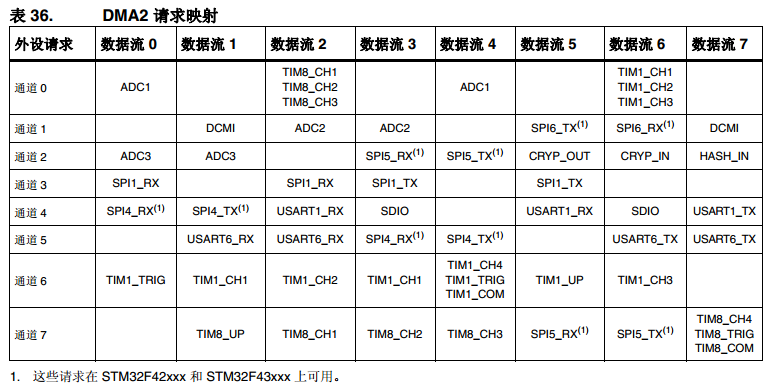 表 36. DMA2 请求映射
外设请求 数据流 0 数据流 1 数据流 2 数据流 3 数据流 4 数据流 5 数据流 6 数据流 7
通道 0 ADC1 TIM8_CH1 TIM8_CH2 TIM8_CH3 ADC1 TIM1_CH1 TIM1_CH2 TIM1_CH3
通道 1 DCMI ADC2 ADC2 SPI6_TX(1) SPI6_RX(1) DCMI
通道 2 ADC3 ADC3 SPI5_RX(1) SPI5_TX(1) CRYP_OUT CRYP_IN HASH_IN
通道 3 SPI1_RX SPI1_RX SPI1_TX SPI1_TX
通道 4 SPI4_RX(1) SPI4_TX(1) USART1_RX SDIO USART1_RX SDIO USART1_TX
通道 5 USART6_RX USART6_RX SPI4_RX(1) SPI4_TX(1) USART6_TX USART6_TX
通道 6 TIM1_TRIG TIM1_CH1 TIM1_CH2 TIM1_CH1 TIM1_CH4 TIM1_TRIG TIM1_COM TIM1_UP TIM1_CH3
通道 7 TIM8_UP TIM8_CH1 TIM8_CH2 TIM8_CH3 SPI5_RX(1) SPI5_TX(1) TIM8_CH4 TIM8_TRIG TIM8_COM
1. 这些请求在 STM32F42xxx 和 STM32F43xxx 上可用。